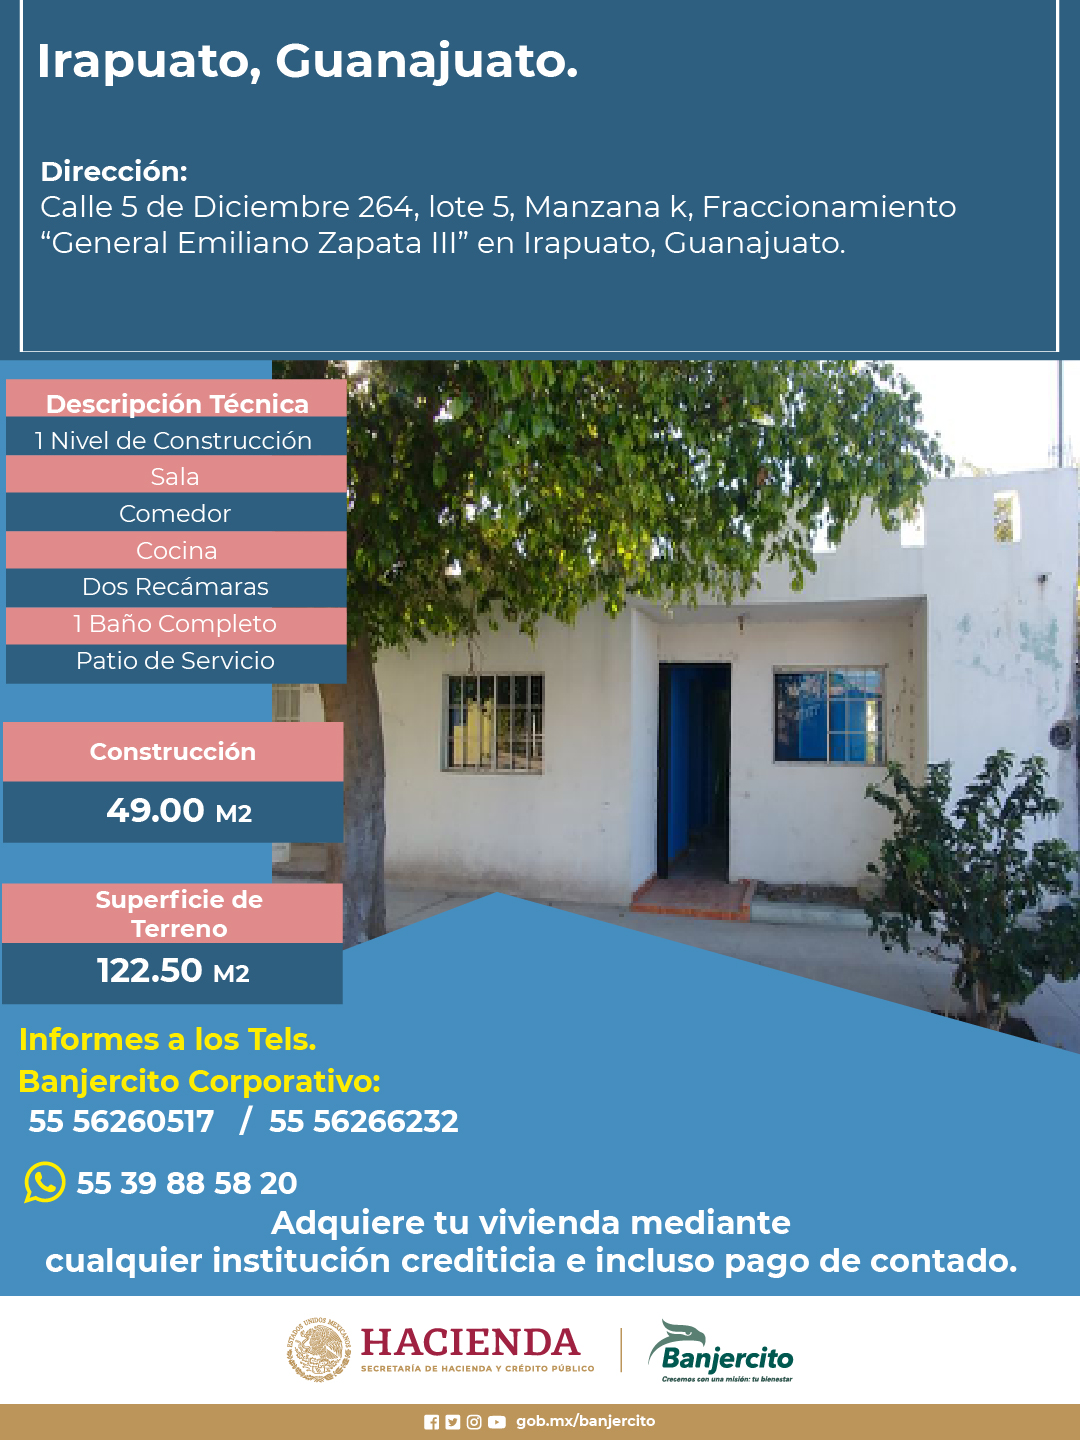 Irapuato, Guanajuato.
Dirección:
Calle 5 de Diciembre 264, lote 5, Manzana k, Fraccionamiento
“General Emiliano Zapata III” en Irapuato, Guanajuato.
Descripción Técnica
1 Nivel de Construcción
Sala
Comedor
Cocina
Dos Recámaras
1 Baño Completo
Patio de Servicio
Construcción
49.00 M2
Superficie de
Terreno
122.50 M2
Informes a los Tels.
Banjercito Corporativo:
55 56260517 / 55 56266232
55 39 88 58 20
Adquiere tu vivienda mediante
cualquier institución crediticia e incluso pago de contado.
ESTADOS UNIDOS MEXICANOS
HACIENDA
SECRETARÍA DE HACIENDA Y CRÉDITO PÚBLICO
Banjercito
Crecemos con una misión: tu bienestar
gob.mx/banjercito